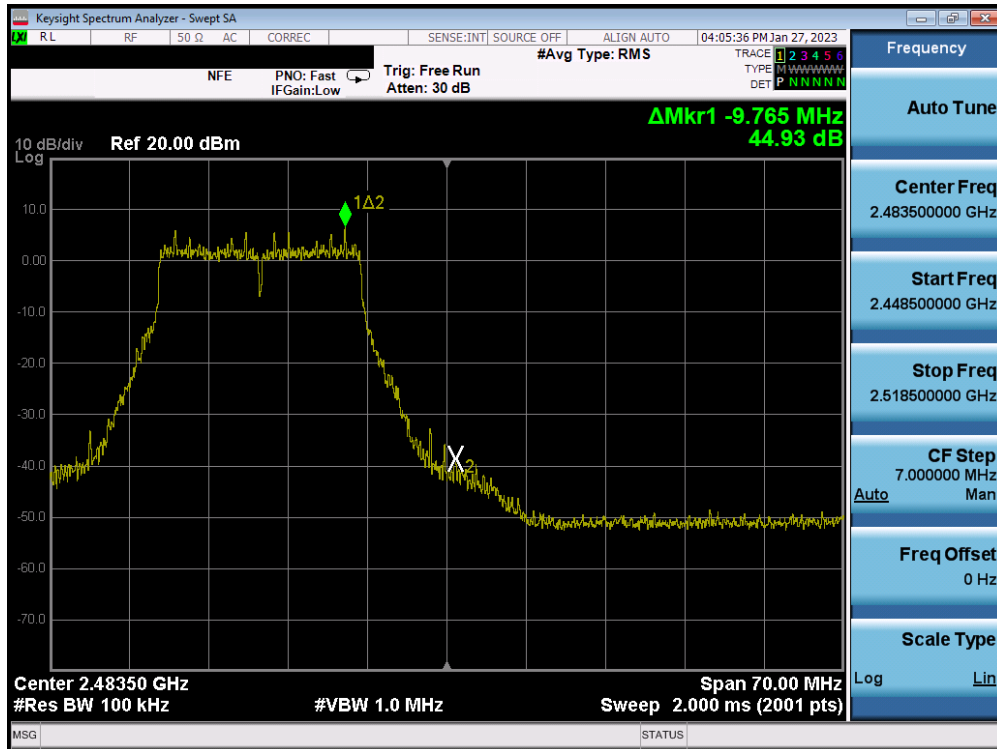 Keysight Spectrum Analyzer - Swept SA
LXI RL RF 50 Ω AC CORREC SENSE:INT SOURCE OFF ALIGN AUTO 04:05:36 PM Jan 27, 2023
NFE PNO: Fast IFGain:Low
Trig: Free Run
Atten: 30 dB
#Avg Type: RMS
TRACE 1 2 3 4 5 6
TYPE M W W W W W
DET P N N N N N
ΔMkr1 -9.765 MHz
44.93 dB
10 dB/div Ref 20.00 dBm
Log
1Δ2
10.0
0.00
-10.0
-20.0
-30.0
-40.0
X2
-50.0
-60.0
-70.0
Center 2.48350 GHz Span 70.00 MHz
#Res BW 100 kHz #VBW 1.0 MHz Sweep 2.000 ms (2001 pts)
MSG STATUS
Frequency
Auto Tune
Center Freq
2.483500000 GHz
Start Freq
2.448500000 GHz
Stop Freq
2.518500000 GHz
CF Step
7.000000 MHz
Auto Man
Freq Offset
0 Hz
Scale Type
Log Lin